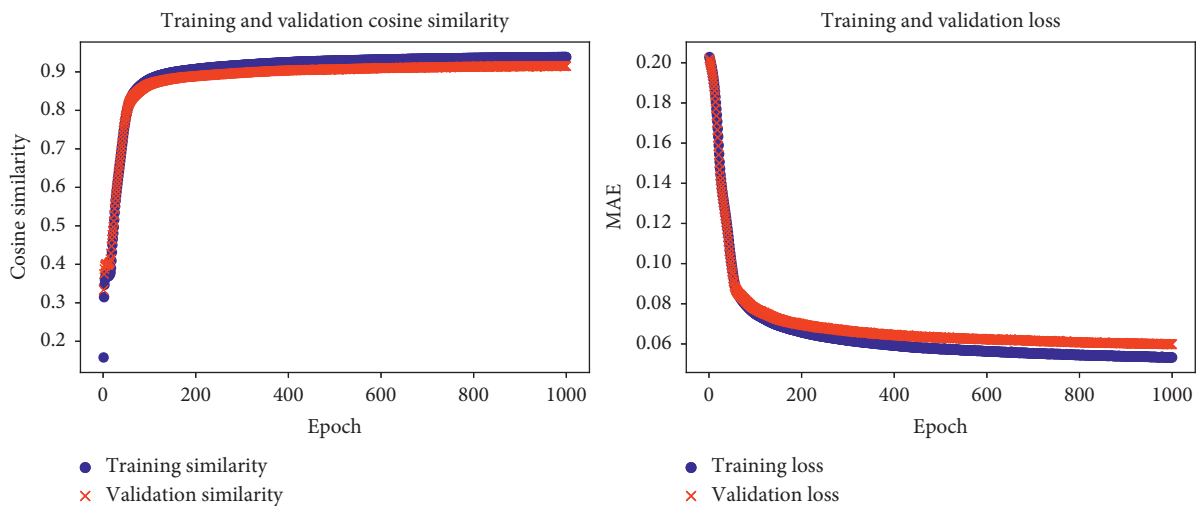 Training and validation cosine similarity
0.9
0.8
0.7
0.6
0.5
0.4
0.3
0.2
Cosine similarity
0
200
400
600
800
1000
Epoch
Training similarity
Validation similarity
Training and validation loss
0.20
0.18
0.16
0.14
0.12
0.10
0.08
0.06
MAE
0
200
400
600
800
1000
Epoch
Training loss
Validation loss